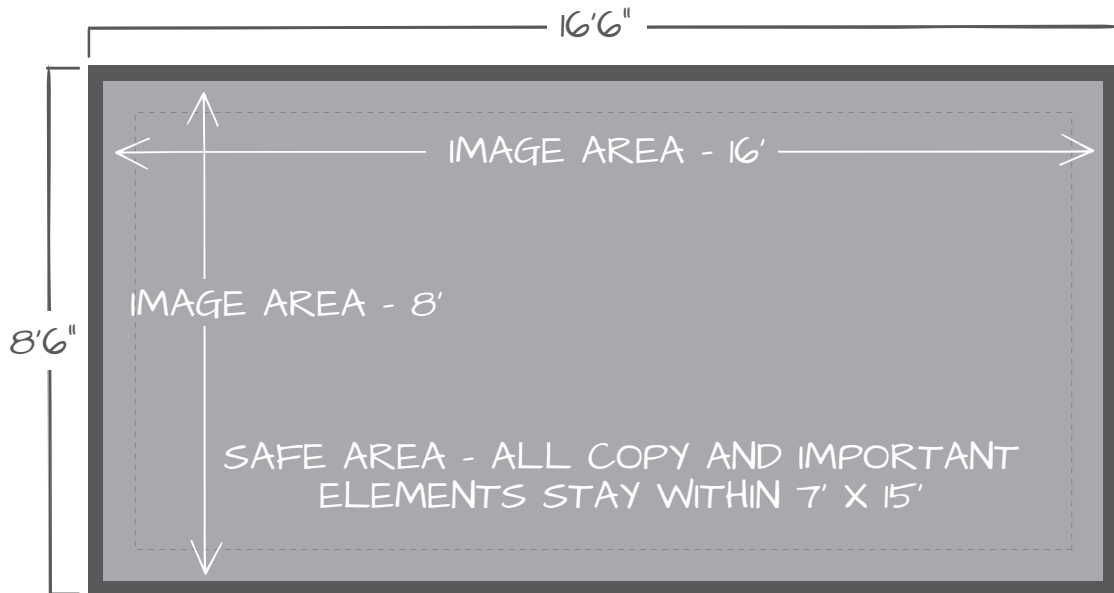 16'6"
IMAGE AREA - 16'
IMAGE AREA - 8'
8'6"
SAFE AREA - ALL COPY AND IMPORTANT
ELEMENTS STAY WITHIN 7' X 15'